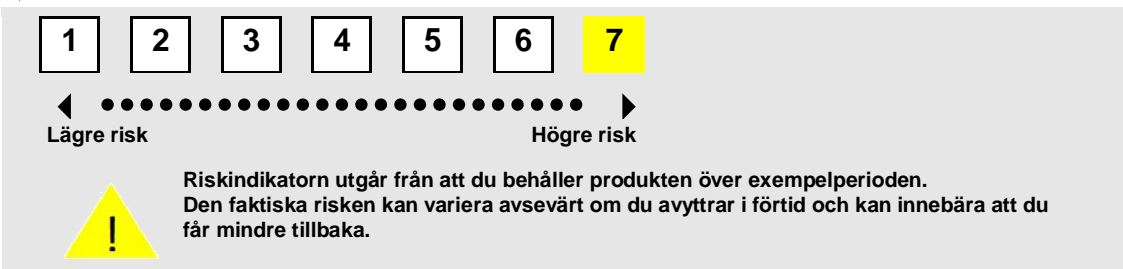 1 2 3 4 5 6 7
Lägre risk Högre risk
Riskindikatorn utgår från att du behåller produkten över exempelperioden.
Den faktiska risken kan variera avsevärt om du avyttrar i förtid och kan innebära att du
får mindre tillbaka.
!